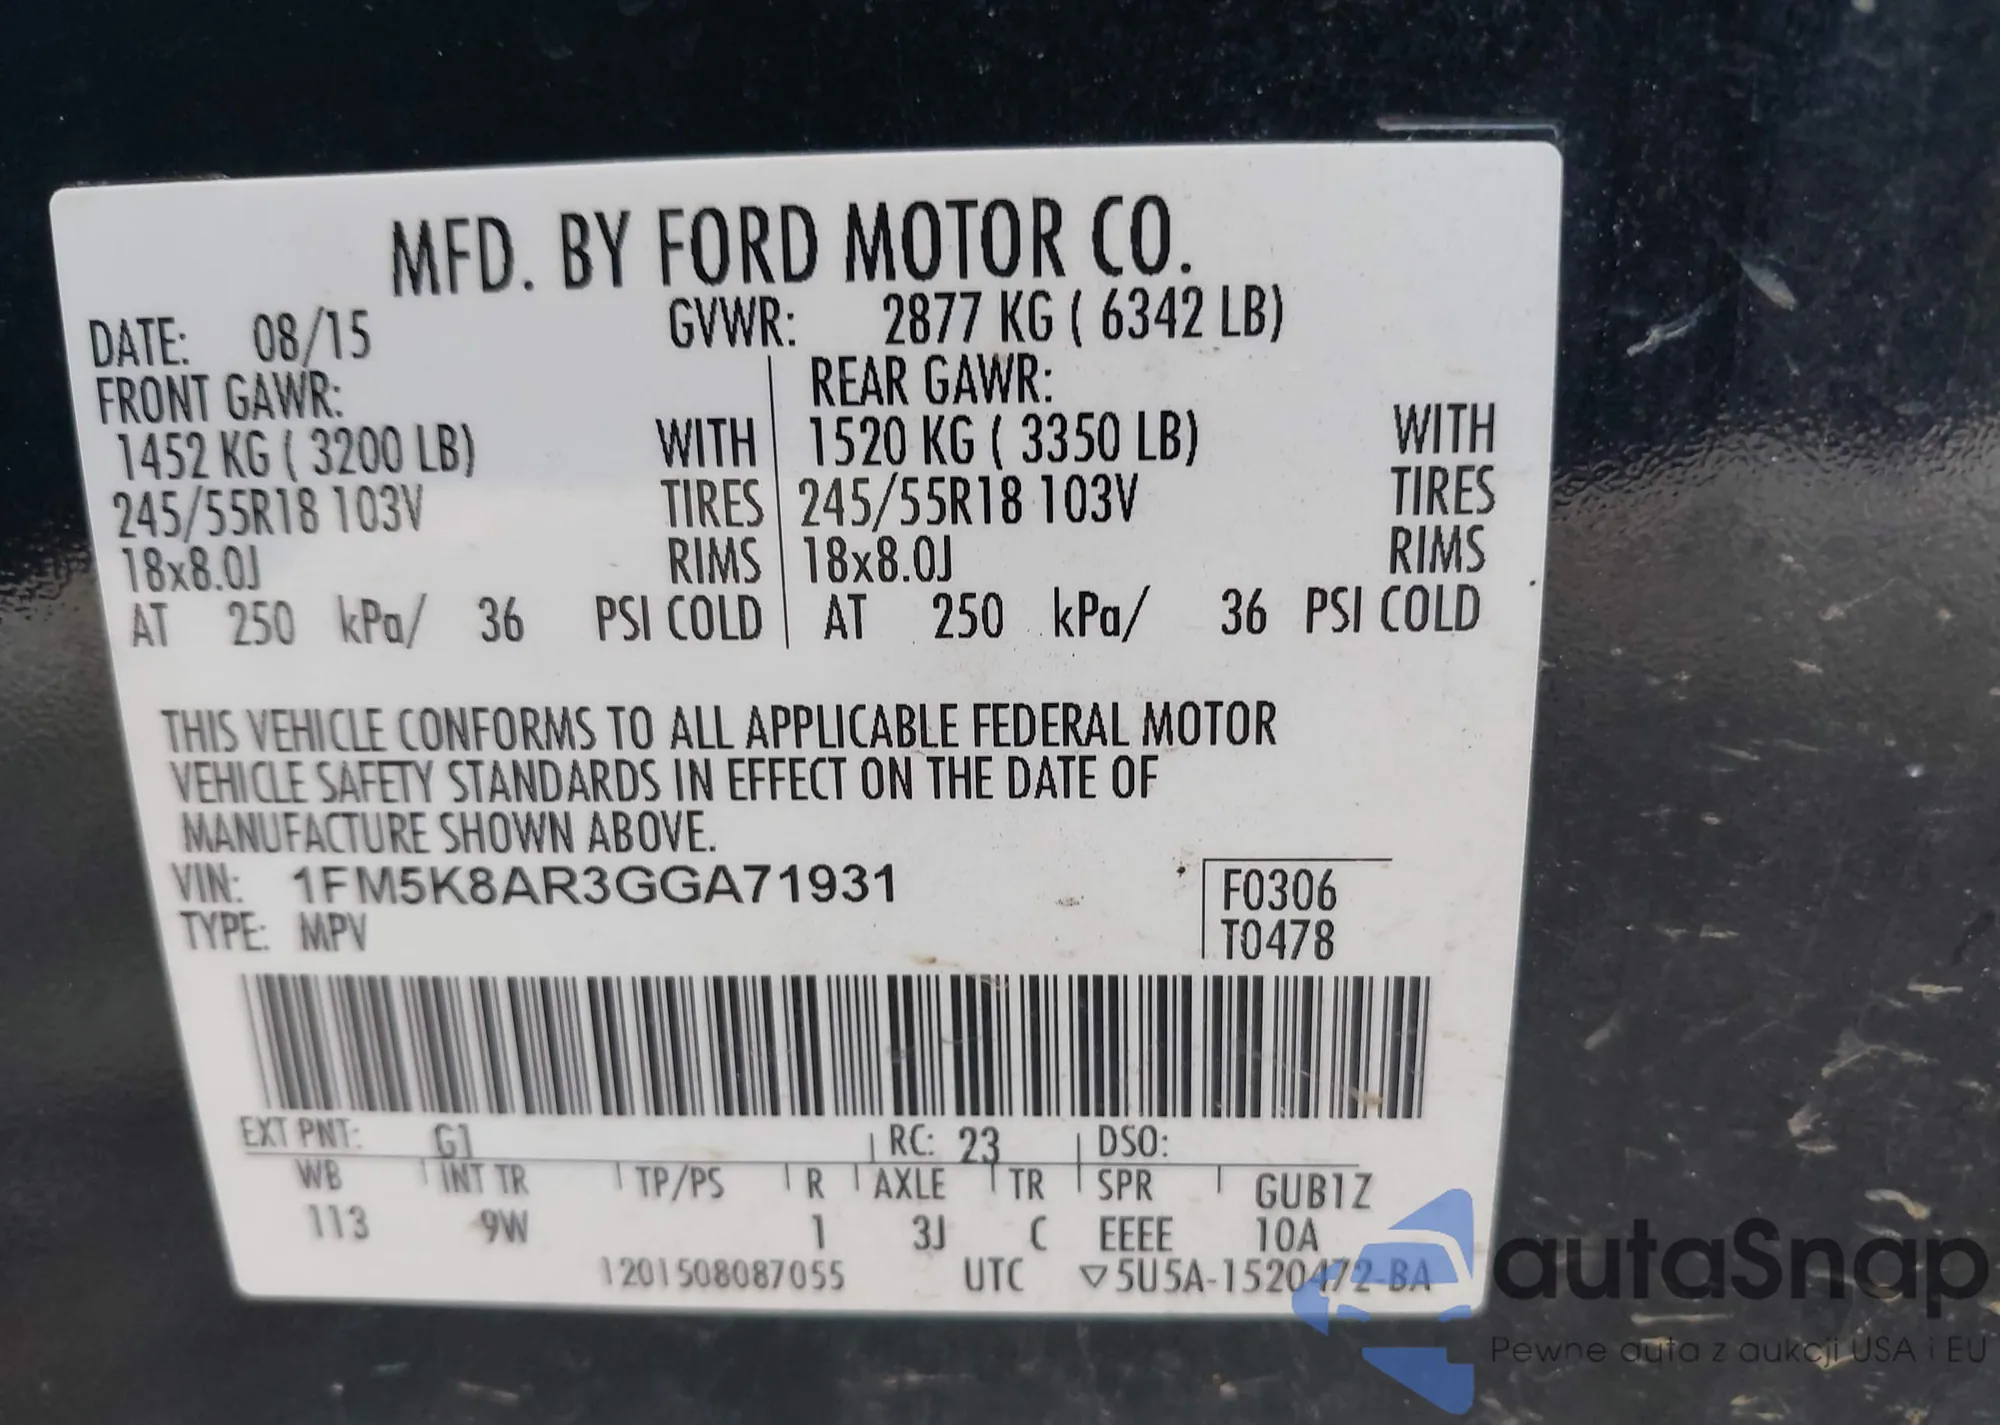 MFD. BY FORD MOTOR CO.
DATE: 08/15 GVWR: 2877 KG ( 6342 LB)
FRONT GAWR: REAR GAWR:
1452 KG ( 3200 LB) WITH 1520 KG ( 3350 LB) WITH
245/55R18 103V TIRES 245/55R18 103V TIRES
18x8.0J RIMS 18x8.0J RIMS
AT 250 kPa/ 36 PSI COLD AT 250 kPa/ 36 PSI COLD
THIS VEHICLE CONFORMS TO ALL APPLICABLE FEDERAL MOTOR
VEHICLE SAFETY STANDARDS IN EFFECT ON THE DATE OF
MANUFACTURE SHOWN ABOVE.
VIN: 1FM5K8AR3GGA71931 F0306
TYPE: MPV T0478
EXT PNT: G1 RC: 23 DSO:
WB INT TR TP/PS R AXLE TR SPR GUB1Z
113 9W 1 3J C EEEE 10A
1201508087055 UTC ▽5U5A-1520472-BA
autaSnap
Pewne auta z aukcji USA i EU